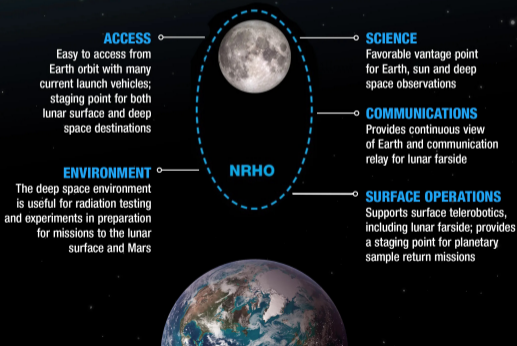 ACCESS
Easy to access from
Earth orbit with many
current launch vehicles;
staging point for both
lunar surface and deep
space destinations
ENVIRONMENT
The deep space environment
is useful for radiation testing
and experiments in preparation
for missions to the lunar
surface and Mars
NRHO
SCIENCE
Favorable vantage point
for Earth, sun and deep
space observations
COMMUNICATIONS
Provides continuous view
of Earth and communication
relay for lunar farside
SURFACE OPERATIONS
Supports surface telerobotics,
including lunar farside; provides
a staging point for planetary
sample return missions